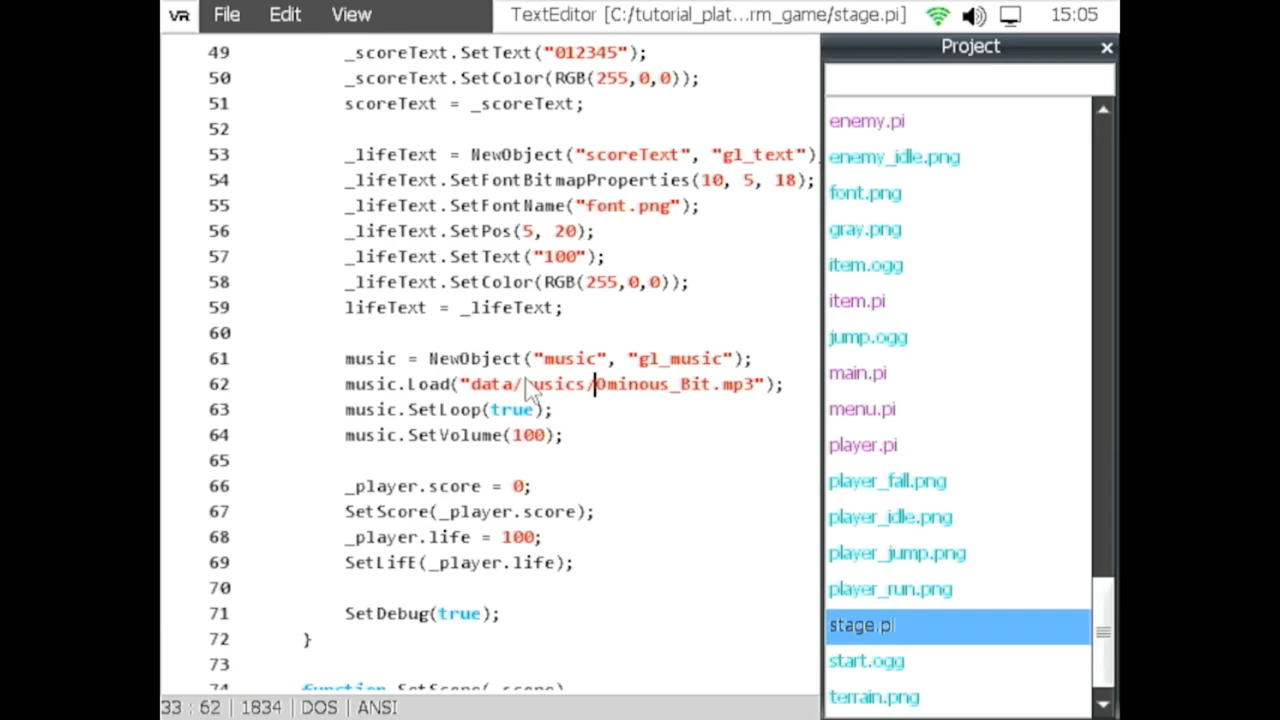 VR File Edit View TextEditor [C:/tutorial_plat...rm_game/stage.pi] 15:05
49 _scoreText.SetText("012345");
50 _scoreText.SetColor(RGB(255,0,0));
51 scoreText = _scoreText;
52
53 _lifeText = NewObject("scoreText", "gl_text")
54 _lifeText.SetFontBitmapProperties(10, 5, 18);
55 _lifeText.SetFontName("font.png");
56 _lifeText.SetPos(5, 20);
57 _lifeText.SetText("100");
58 _lifeText.SetColor(RGB(255,0,0));
59 lifeText = _lifeText;
60
61 music = NewObject("music", "gl_music");
62 music.Load("data/musics/Ominous_Bit.mp3");
63 music.SetLoop(true);
64 music.SetVolume(100);
65
66 _player.score = 0;
67 SetScore(_player.score);
68 _player.life = 100;
69 SetLifE(_player.life);
70
71 SetDebug(true);
72 }
73
74 function SetScore(_score)
33 : 62 | 1834 | DOS | ANSI
Project ×
enemy.pi
enemy_idle.png
font.png
gray.png
item.ogg
item.pi
jump.ogg
main.pi
menu.pi
player.pi
player_fall.png
player_idle.png
player_jump.png
player_run.png
stage.pi
start.ogg
terrain.png